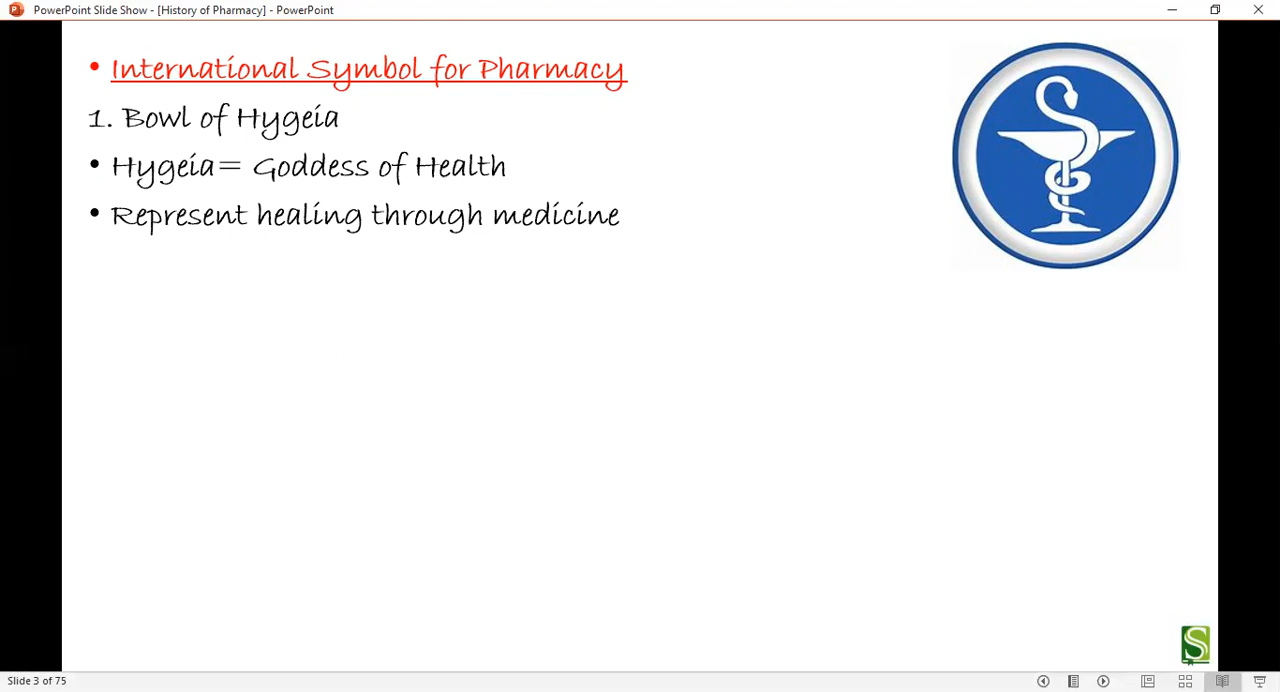 PowerPoint Slide Show - [History of Pharmacy] - PowerPoint
• International Symbol for Pharmacy
1. Bowl of Hygeia
• Hygeia= Goddess of Health
• Represent healing through medicine
S
Slide 3 of 75